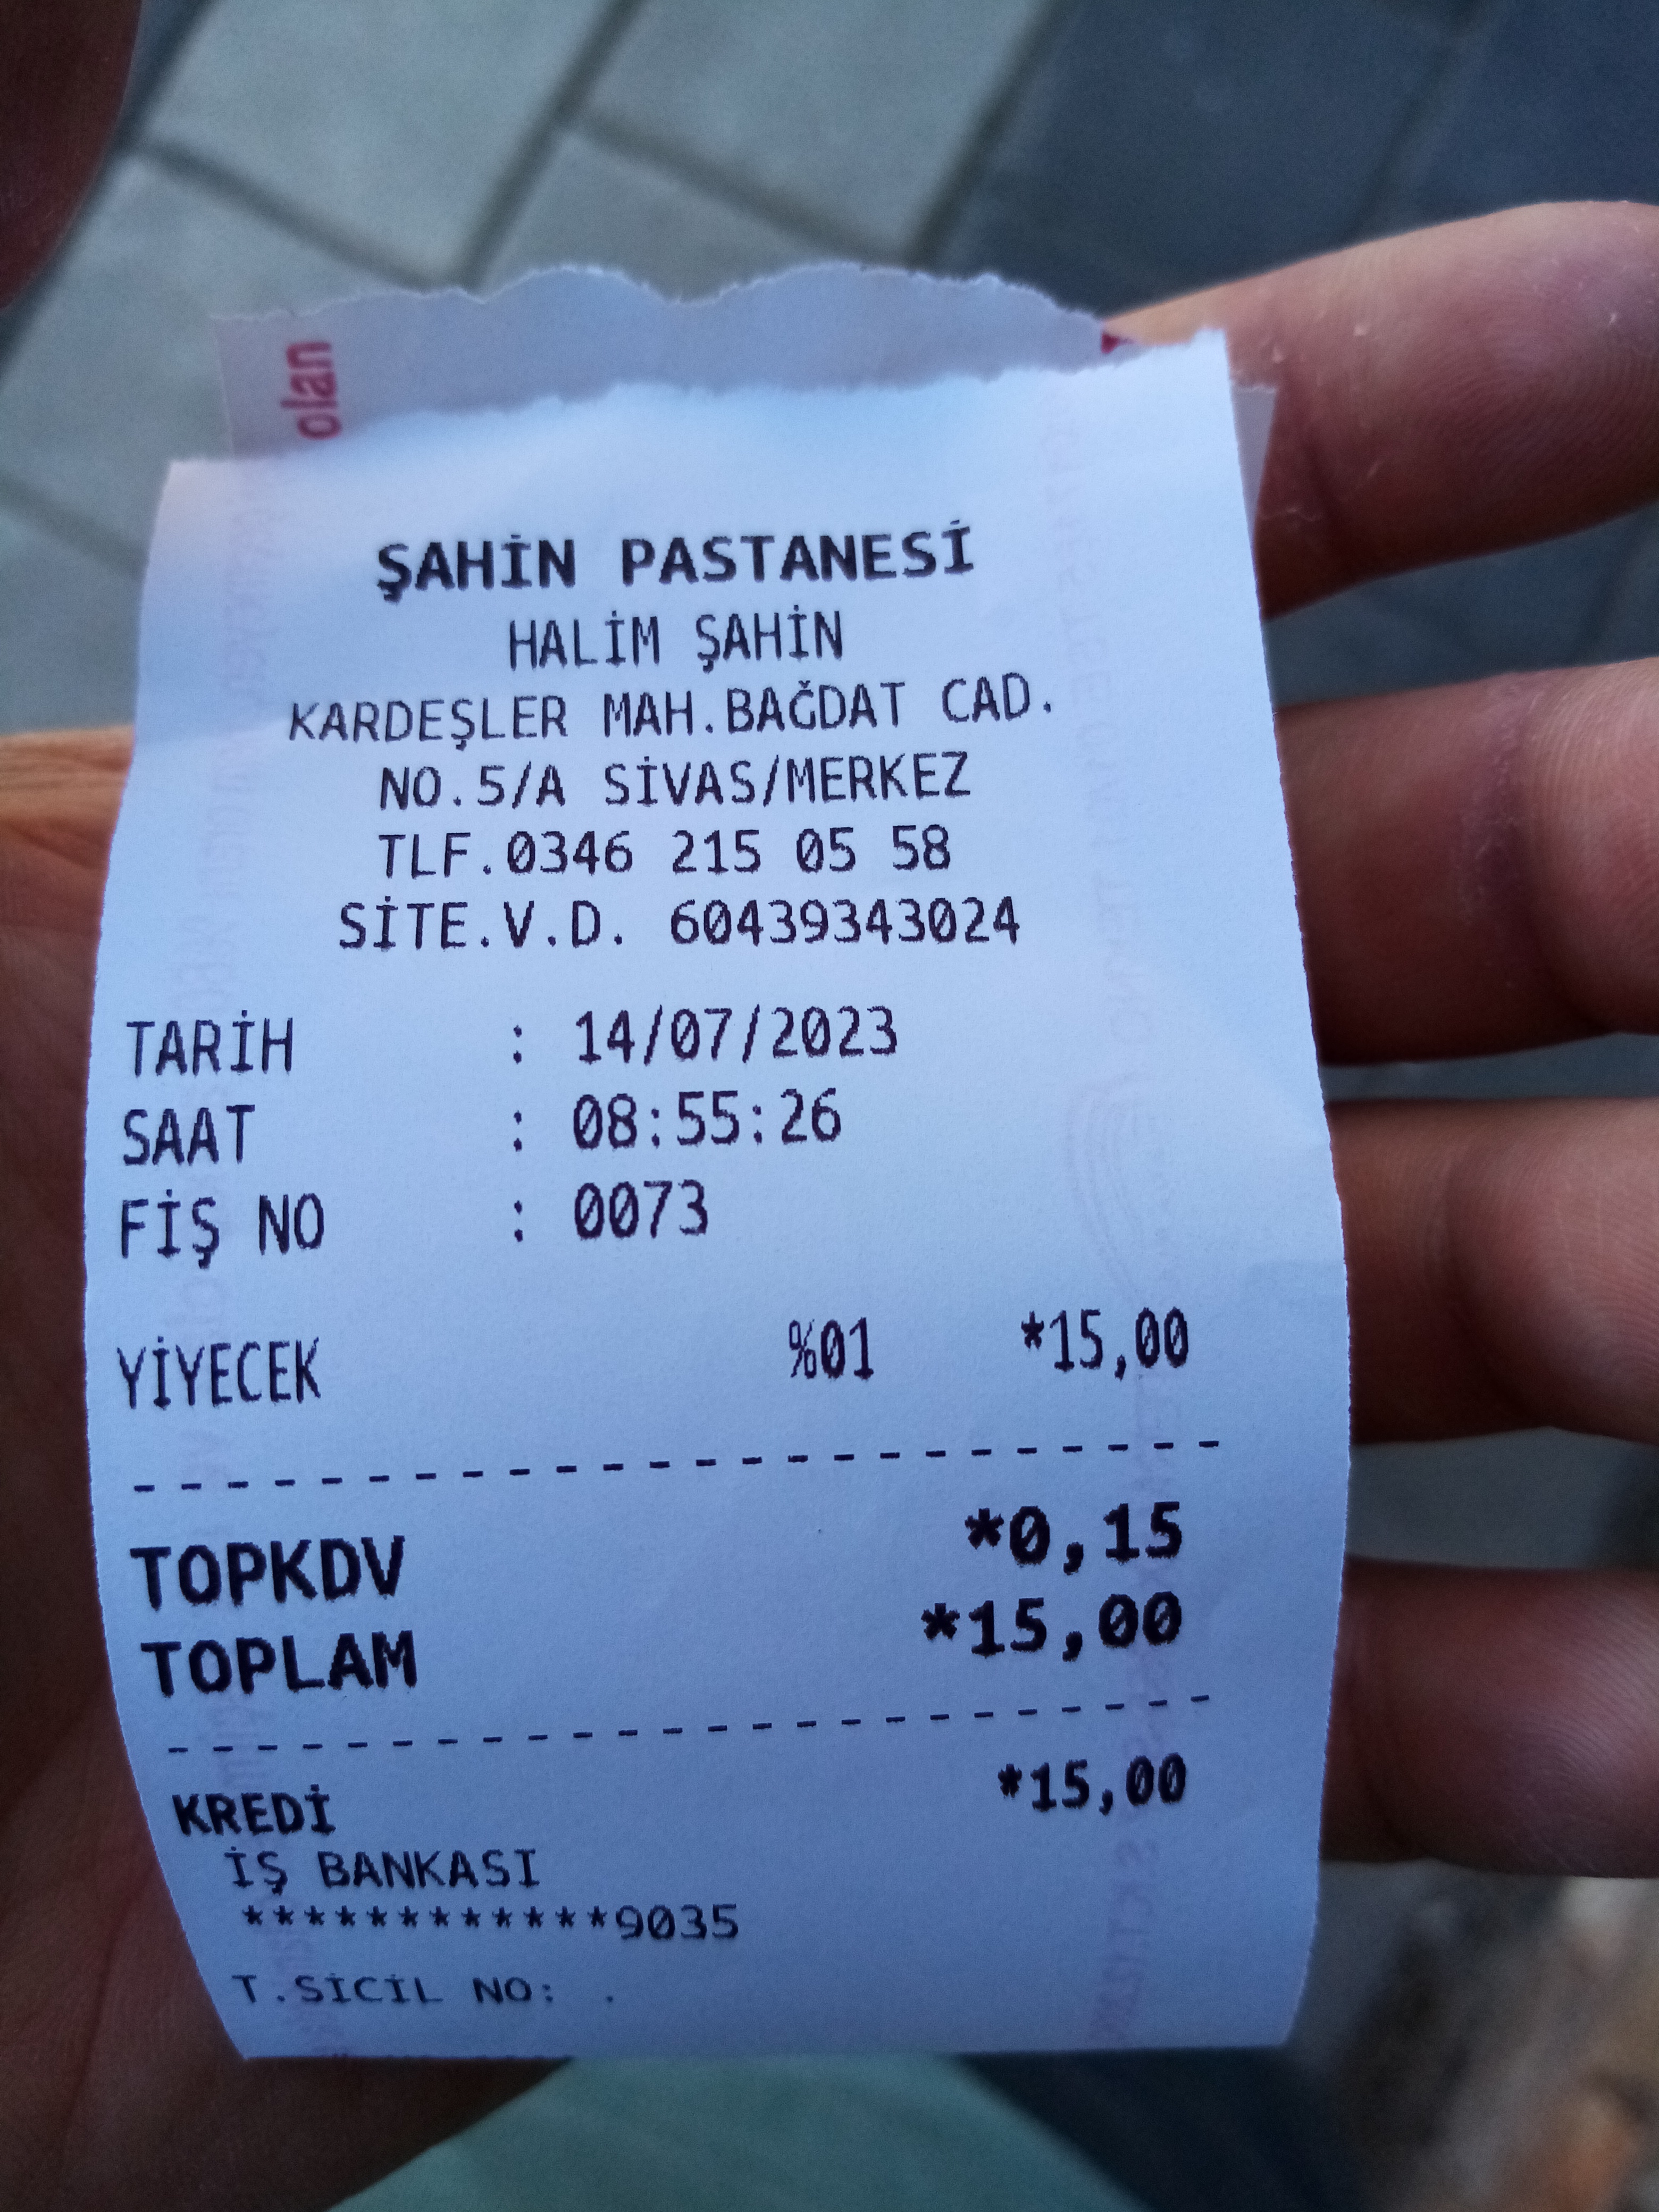 olan
ŞAHİN PASTANESİ
HALİM ŞAHİN
KARDEŞLER MAH.BAĞDAT CAD.
NO.5/A SİVAS/MERKEZ
TLF.0346 215 05 58
SİTE.V.D. 60439343024
TARİH : 14/07/2023
SAAT : 08:55:26
FİŞ NO : 0073
YİYECEK %01 *15,00
TOPKDV *0,15
TOPLAM *15,00
KREDİ *15,00
İŞ BANKASI
************9035
T.SİCİL NO: .